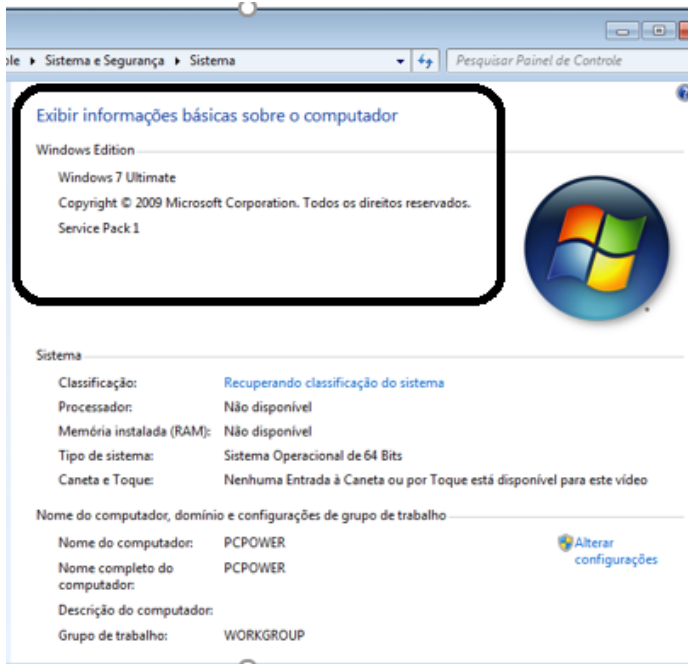 Sistema e Segurança Sistema Pesquisar Painel de Controle
Exibir informações básicas sobre o computador
Windows Edition
Windows 7 Ultimate
Copyright © 2009 Microsoft Corporation. Todos os direitos reservados.
Service Pack 1
Sistema
Classificação: Recuperando classificação do sistema
Processador: Não disponível
Memória instalada (RAM): Não disponível
Tipo de sistema: Sistema Operacional de 64 Bits
Caneta e Toque: Nenhuma Entrada à Caneta ou por Toque está disponível para este vídeo
Nome do computador, domínio e configurações de grupo de trabalho
Nome do computador: PCPOWER Alterar
configurações
Nome completo do PCPOWER
computador:
Descrição do computador:
Grupo de trabalho: WORKGROUP